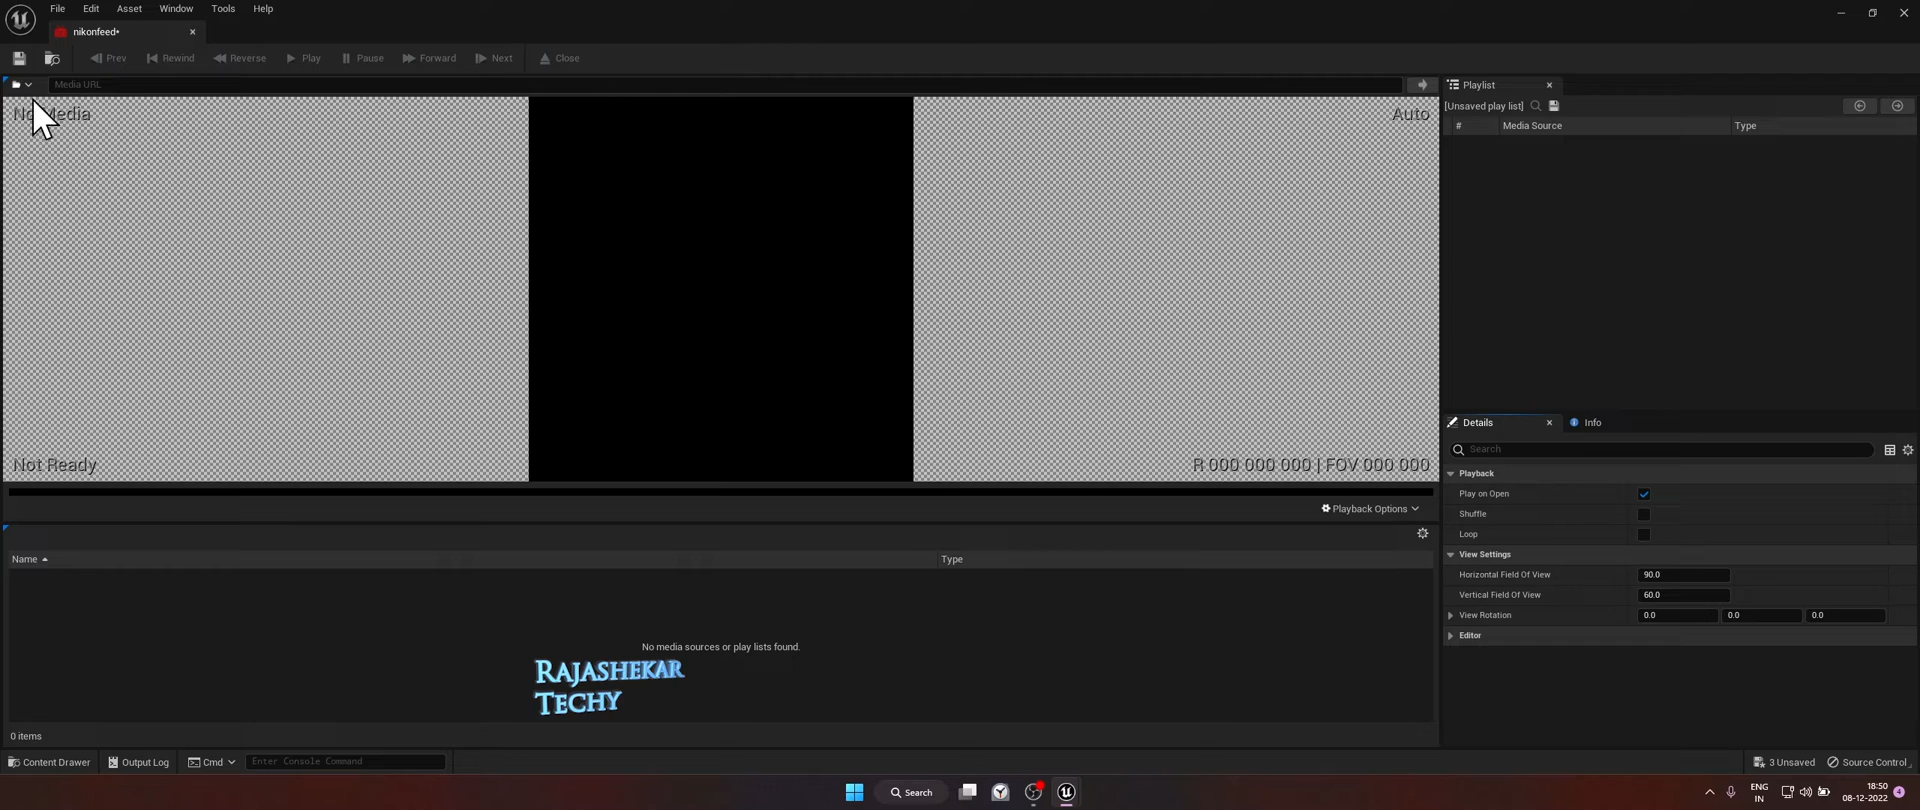 File Edit Asset Window Tools Help
nikonfeed*
Prev Rewind Reverse Play Pause Forward Next Close
Media URL
Playlist
No Media
Auto
[Unsaved play list]
# Media Source Type
Not Ready
R 000 000 000 | FOV 000 000
Details Info
Search
Playback
Play on Open
Shuffle
Loop
View Settings
Horizontal Field Of View 90.0
Vertical Field Of View 60.0
View Rotation 0.0 0.0 0.0
Editor
Playback Options
Name Type
No media sources or play lists found.
Rajashekar
Techy
0 items
Content Drawer Output Log Cmd Enter Console Command
3 Unsaved Source Control
Search
ENG
IN
18:50
08-12-2022
4